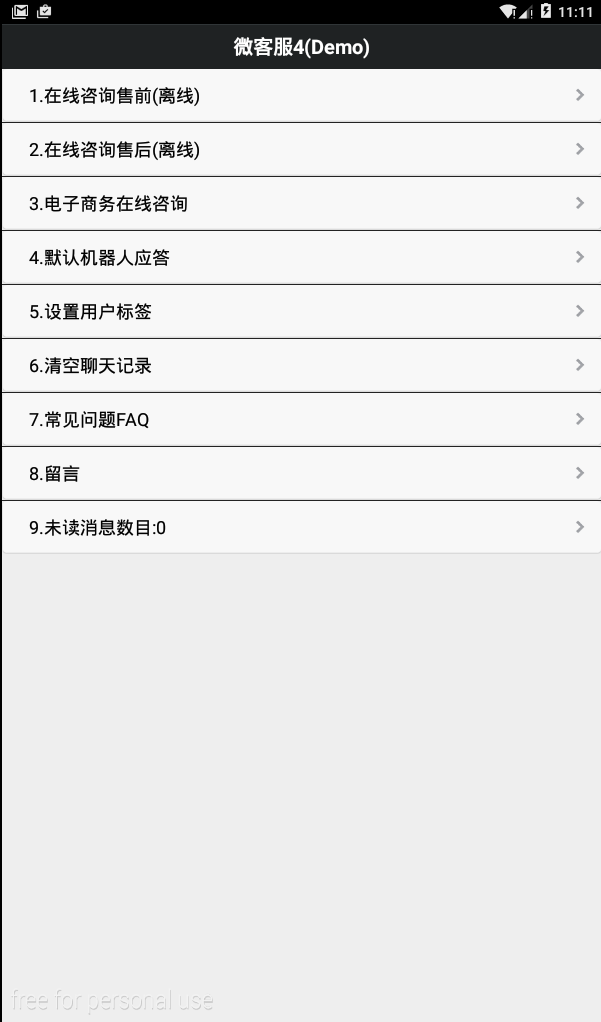 11:11
微客服4(Demo)
1.在线咨询售前(离线)
2.在线咨询售后(离线)
3.电子商务在线咨询
4.默认机器人应答
5.设置用户标签
6.清空聊天记录
7.常见问题FAQ
8.留言
9.未读消息数目:0
free for personal use